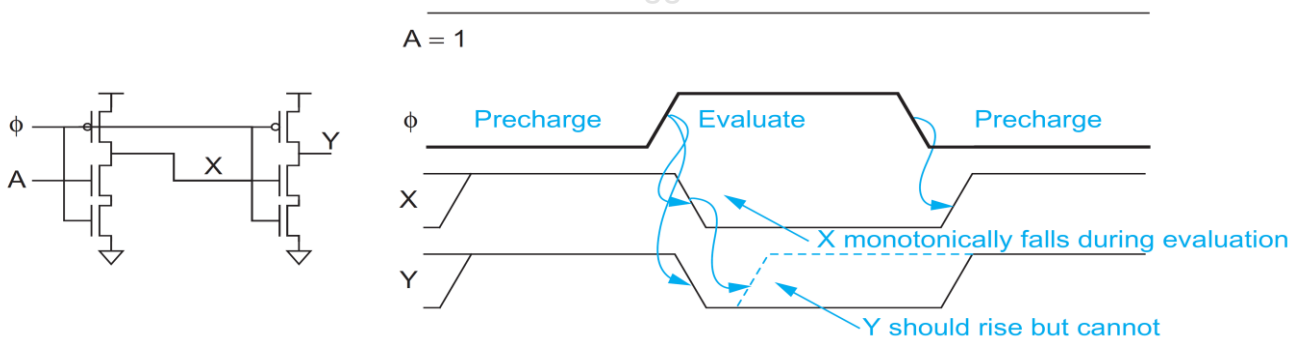 A = 1
ϕ Precharge Evaluate Precharge
ϕ
Y
X
A
X
X monotonically falls during evaluation
Y
Y should rise but cannot